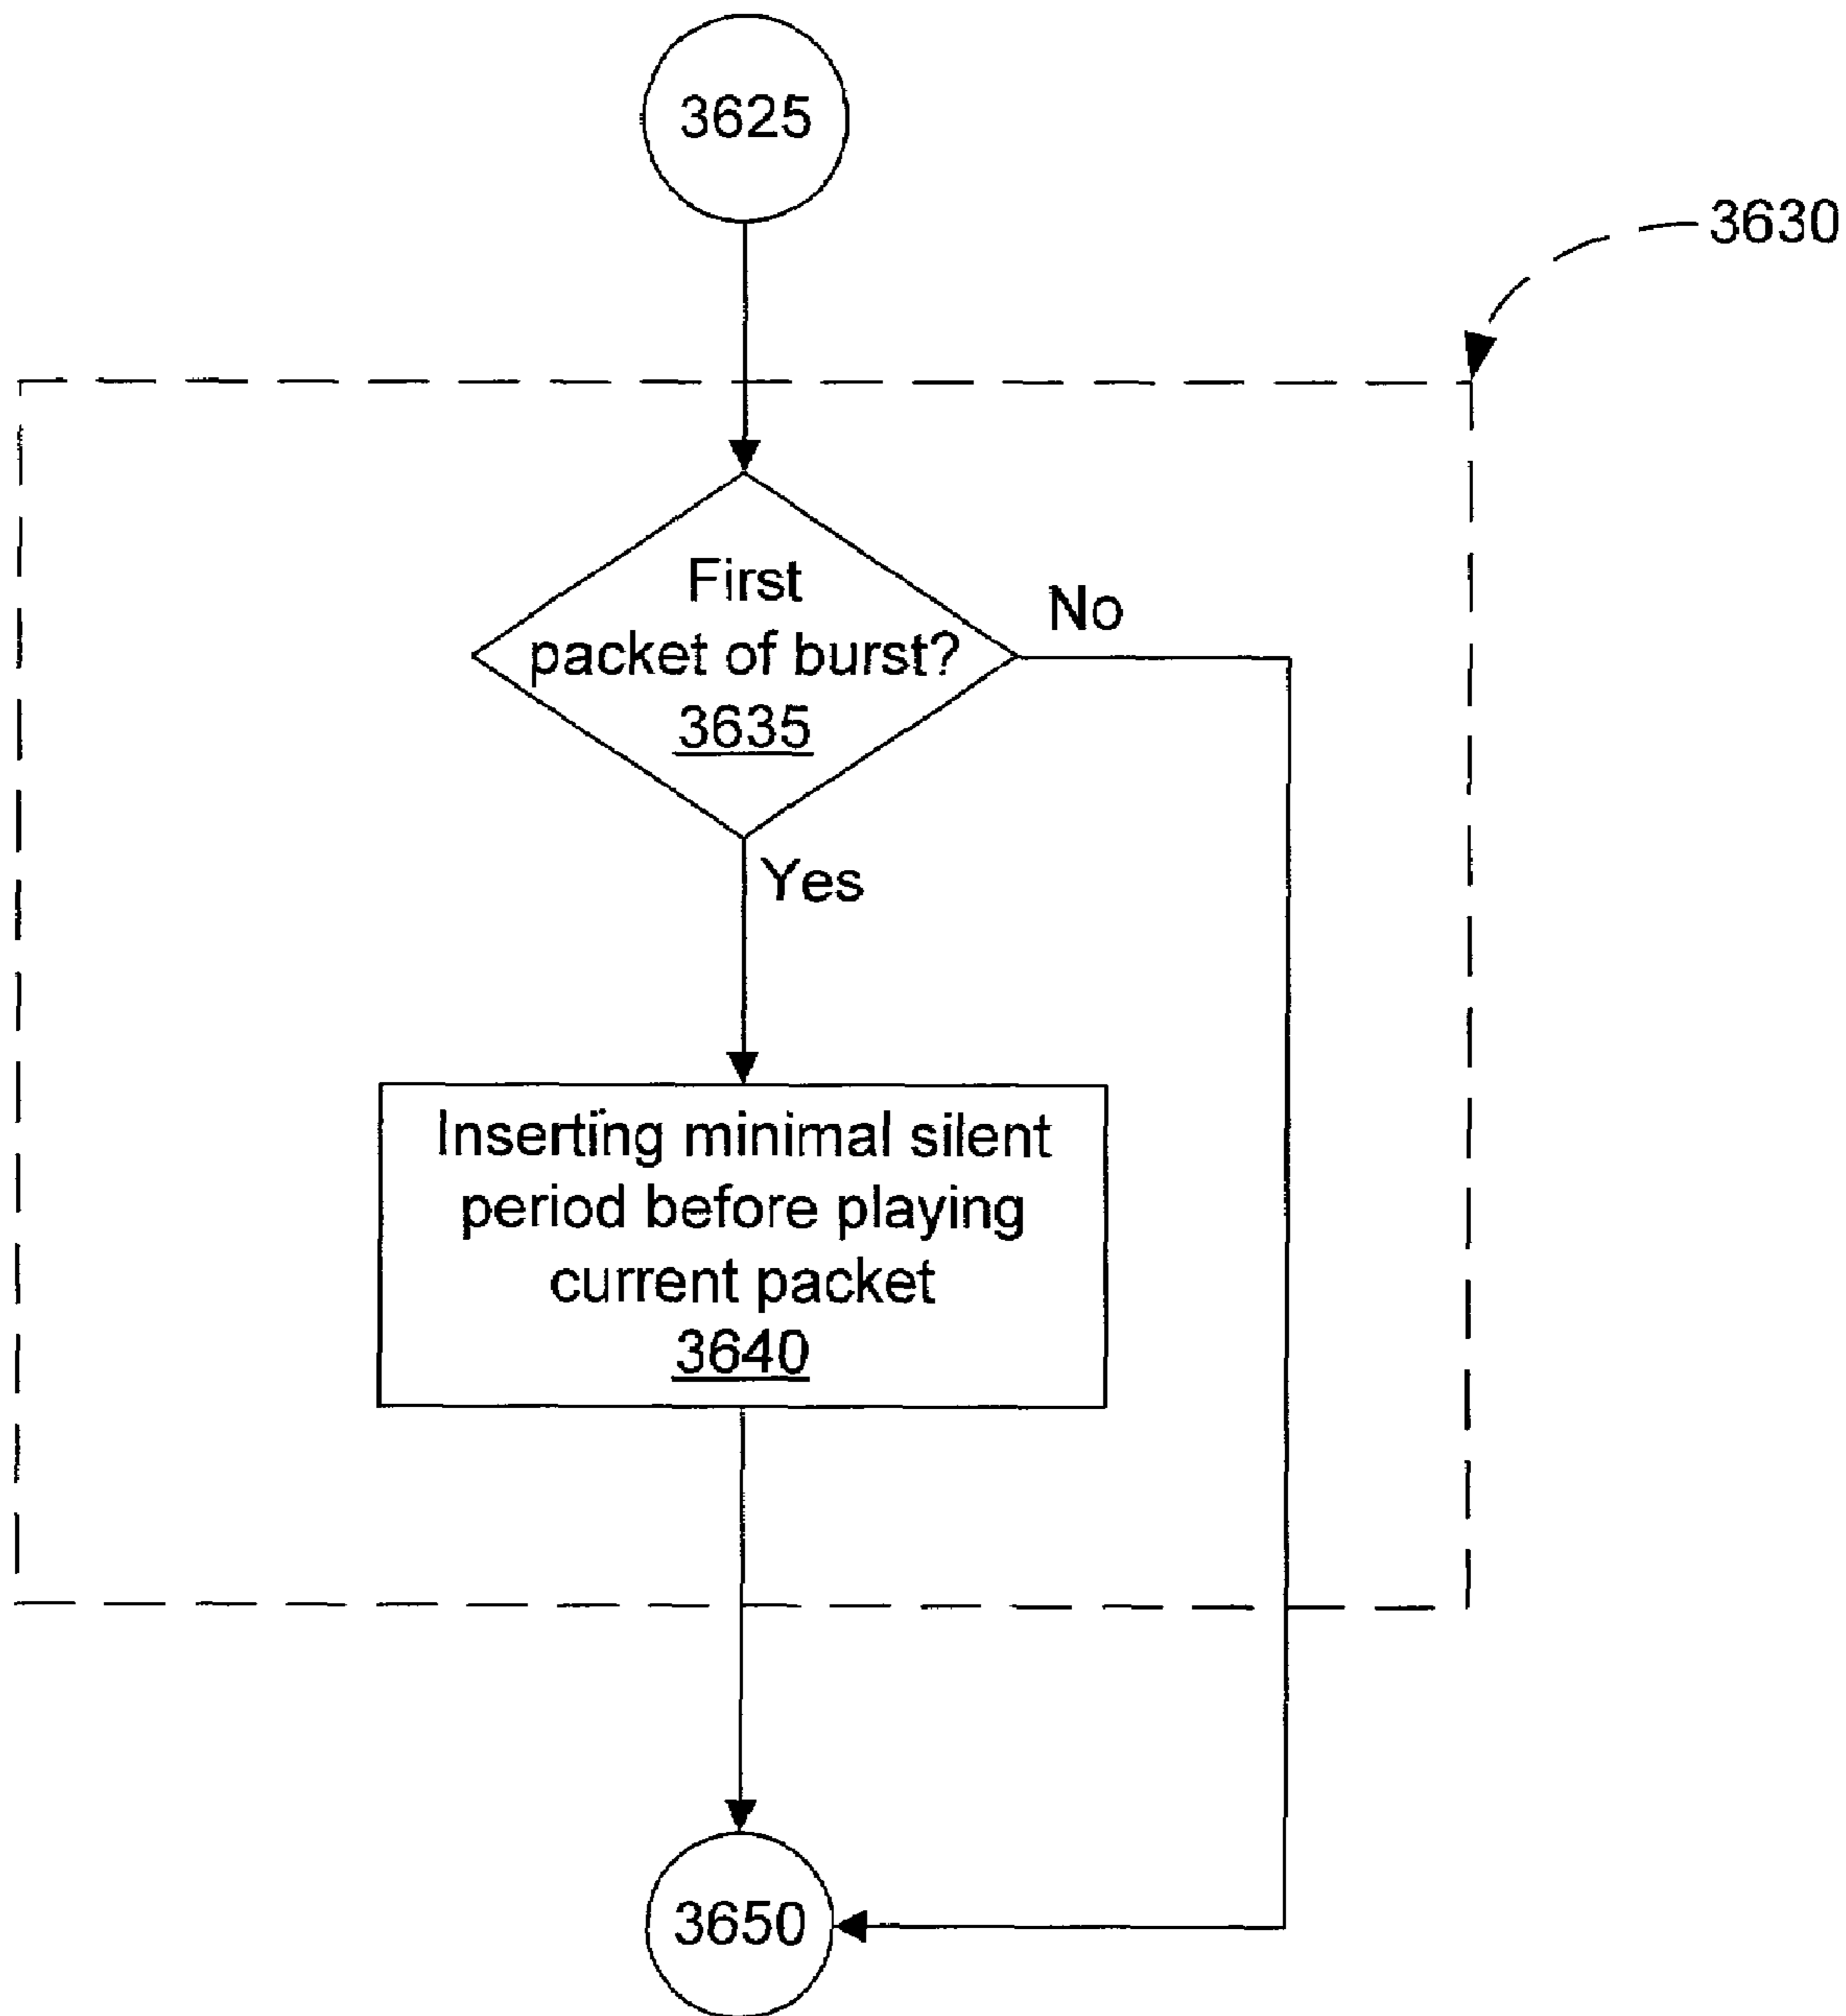 3625
3630
First
packet of burst?
3635
No
Yes
Inserting minimal silent
period before playing
current packet
3640
3650